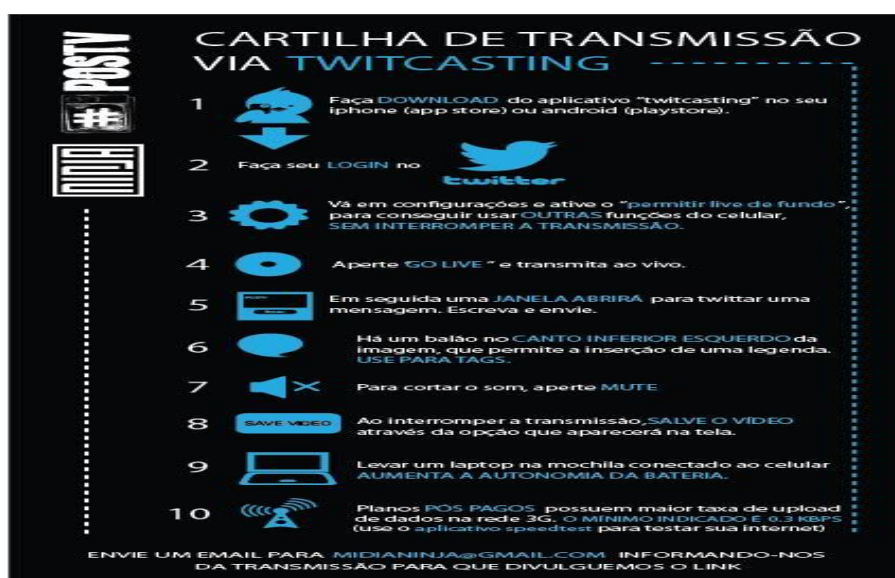 #POSTV
NINJA
CARTILHA DE TRANSMISSÃO
VIA TWITCASTING
1
Faça DOWNLOAD do aplicativo "twitcasting" no seu
iphone (app store) ou android (playstore).
2 Faça seu LOGIN no
twitter
3
Vá em configurações e ative o "permitir live de fundo",
para conseguir usar OUTRAS funções do celular,
SEM INTERROMPER A TRANSMISSÃO.
4 Aperte "GO LIVE" e transmita ao vivo.
5
Em seguida uma JANELA ABRIRÁ para twittar uma
mensagem. Escreva e envie.
6
Há um balão no CANTO INFERIOR ESQUERDO da
imagem, que permite a inserção de uma legenda.
USE PARA TAGS.
7 Para cortar o som, aperte MUTE
8 SAVE VIDEO
Ao interromper a transmissão, SALVE O VÍDEO
através da opção que aparecerá na tela.
9
Levar um laptop na mochila conectado ao celular
AUMENTA A AUTONOMIA DA BATERIA.
10
Planos PÓS PAGOS possuem maior taxa de upload
de dados na rede 3G. O MÍNIMO INDICADO É 0.3 KBPS
(use o aplicativo speedtest para testar sua internet)
ENVIE UM EMAIL PARA MIDIANINJA@GMAIL.COM INFORMANDO-NOS
DA TRANSMISSÃO PARA QUE DIVULGUEMOS O LINK